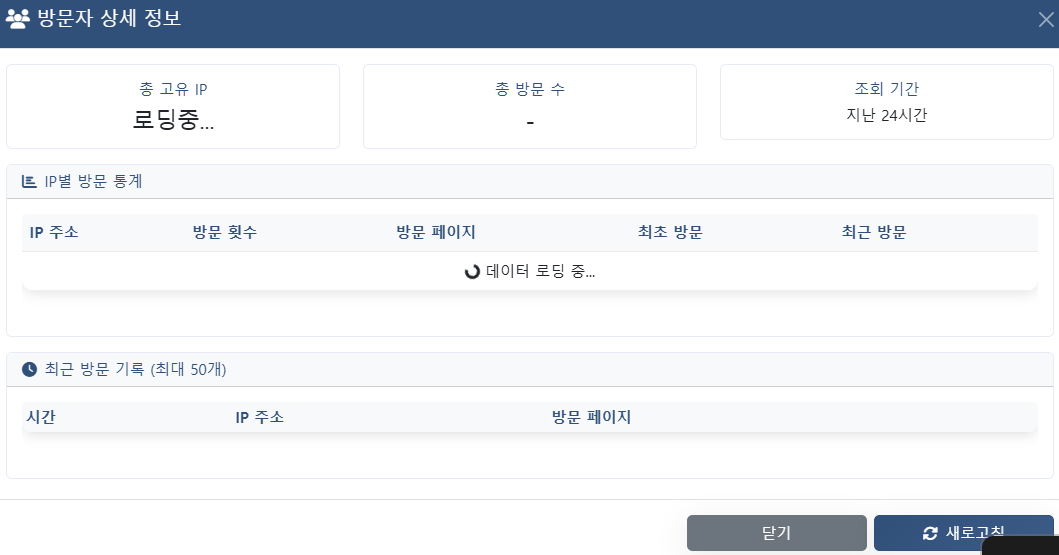 방문자 상세 정보
총 고유 IP
로딩중...
총 방문 수
-
조회 기간
지난 24시간
IP별 방문 통계
IP 주소 방문 횟수 방문 페이지 최초 방문 최근 방문
데이터 로딩 중...
최근 방문 기록 (최대 50개)
시간 IP 주소 방문 페이지
닫기
새로고침